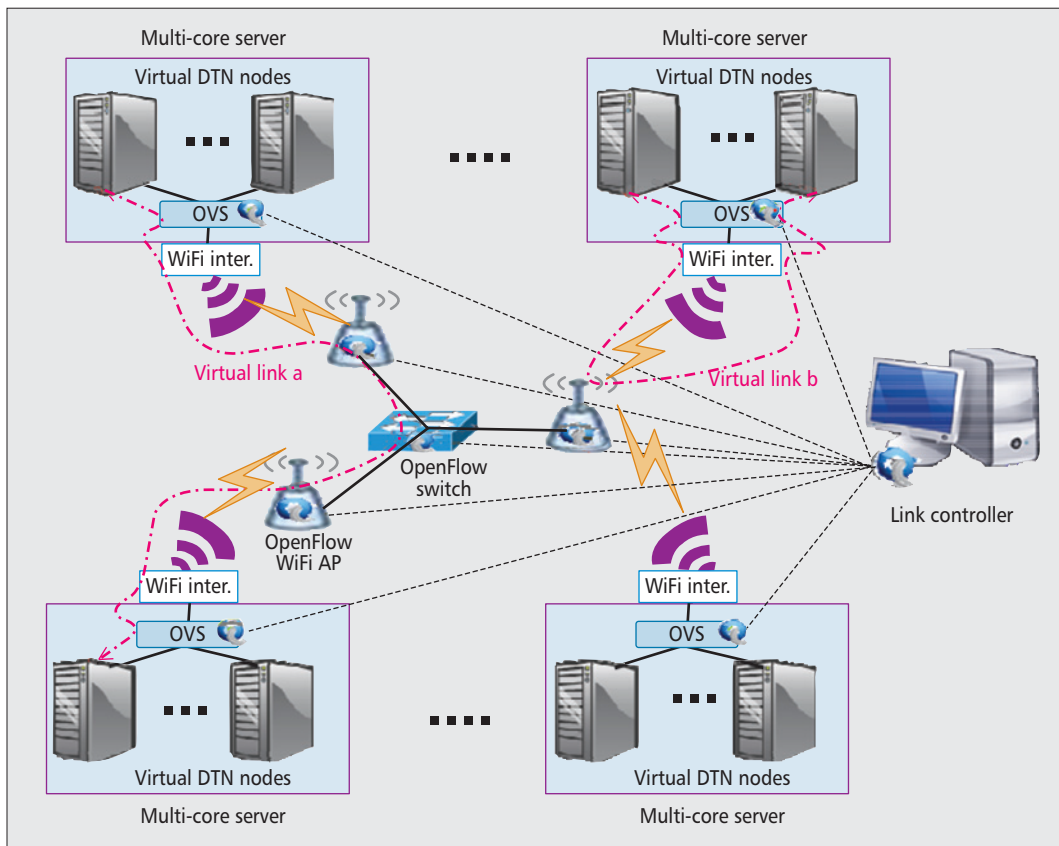 Multi-core server
Multi-core server
Virtual DTN nodes
Virtual DTN nodes
OVS
OVS
WiFi inter.
WiFi inter.
Virtual link a
Virtual link b
OpenFlow
switch
Link controller
OpenFlow
WiFi AP
WiFi inter.
WiFi inter.
OVS
OVS
Virtual DTN nodes
Virtual DTN nodes
Multi-core server
Multi-core server